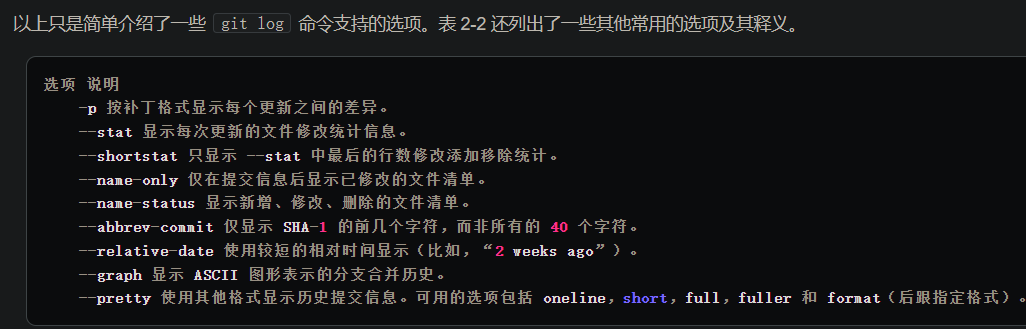 以上只是简单介绍了一些 git log 命令支持的选项。表 2-2 还列出了一些其他常用的选项及其释义。
选项 说明
-p 按补丁格式显示每个更新之间的差异。
--stat 显示每次更新的文件修改统计信息。
--shortstat 只显示 --stat 中最后的行数修改添加移除统计。
--name-only 仅在提交信息后显示已修改的文件清单。
--name-status 显示新增、修改、删除的文件清单。
--abbrev-commit 仅显示 SHA-1 的前几个字符，而非所有的 40 个字符。
--relative-date 使用较短的相对时间显示（比如，“2 weeks ago”）。
--graph 显示 ASCII 图形表示的分支合并历史。
--pretty 使用其他格式显示历史提交信息。可用的选项包括 oneline，short，full，fuller 和 format（后跟指定格式）。